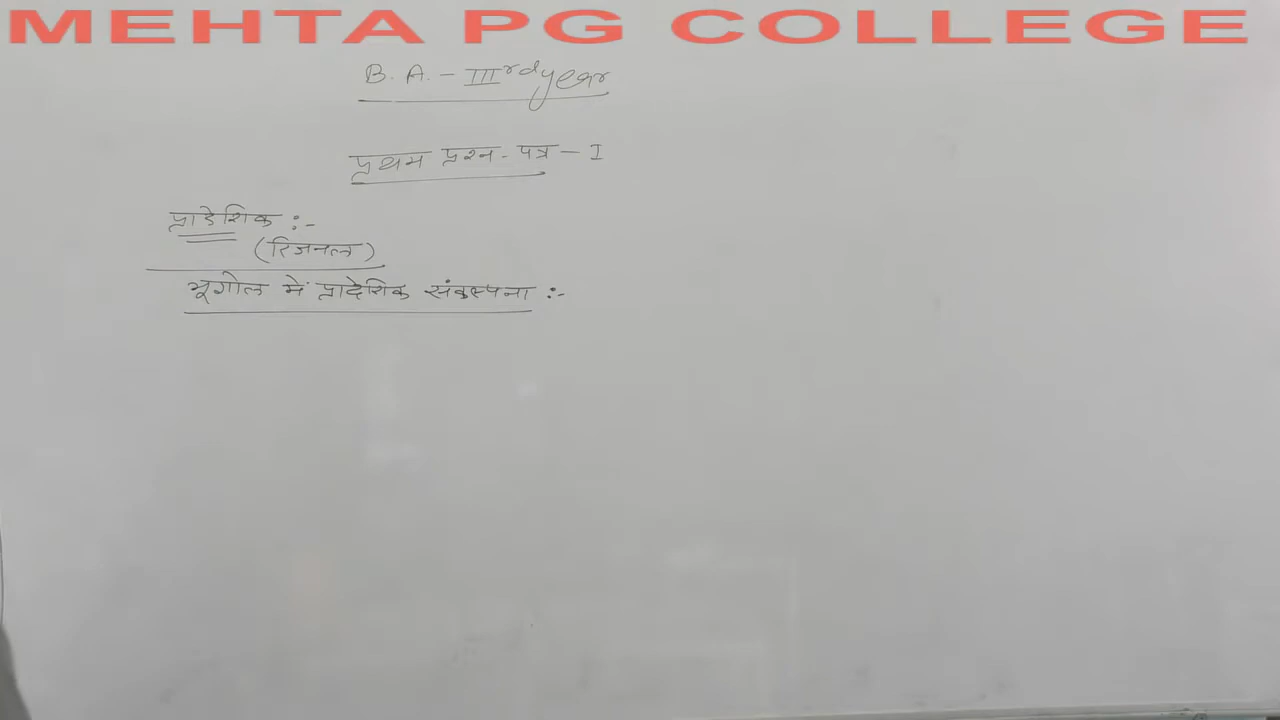 MEHTA PG COLLEGE
B. A. - IIIrd year
प्रथम प्रश्न-पत्र - I
प्रादेशिक :-
(रिजनल)
भूगोल में प्रादेशिक संकल्पना :-